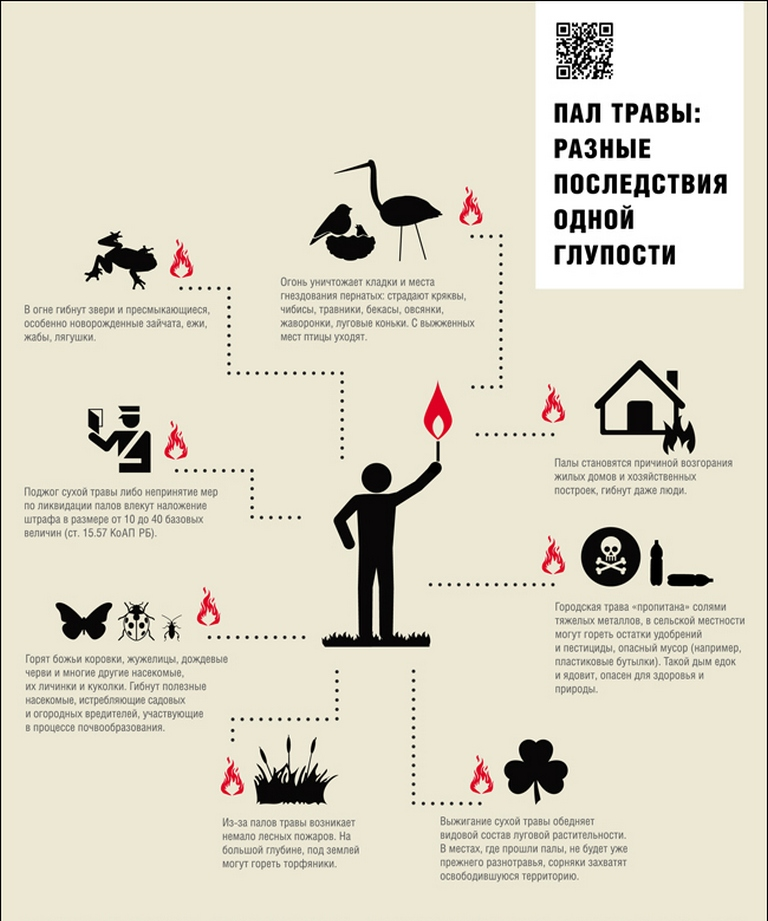 ПАЛ ТРАВЫ:
РАЗНЫЕ
ПОСЛЕДСТВИЯ
ОДНОЙ
ГЛУПОСТИ
Огонь уничтожает кладки и места
гнездования пернатых: страдают кряквы,
чибисы, травники, бекасы, овсянки,
жаворонки, луговые коньки. С выжженных
мест птицы уходят.
В огне гибнут звери и пресмыкающиеся,
особенно новорожденные зайчата, ежи,
жабы, лягушки.
Палы становятся причиной возгорания
жилых домов и хозяйственных
построек, гибнут даже люди.
Поджог сухой травы либо непринятие мер
по ликвидации палов влекут наложение
штрафа в размере от 10 до 40 базовых
величин (ст. 15.57 КоАП РБ).
Городская трава «пропитана» солями
тяжелых металлов, в сельской местности
могут гореть остатки удобрений
и пестициды, опасный мусор (например,
пластиковые бутылки). Такой дым едок
и ядовит, опасен для здоровья и
природы.
Горят божьи коровки, жужелицы, дождевые
черви и многие другие насекомые,
их личинки и куколки. Гибнут полезные
насекомые, истребляющие садовых
и огородных вредителей, участвующие
в процессе почвообразования.
Из-за палов травы возникает
немало лесных пожаров. На
большой глубине, под землей
могут гореть торфяники.
Выжигание сухой травы обедняет
видовой состав луговой растительности.
В местах, где прошли палы, не будет уже
прежнего разнотравья, сорняки захватят
освободившуюся территорию.